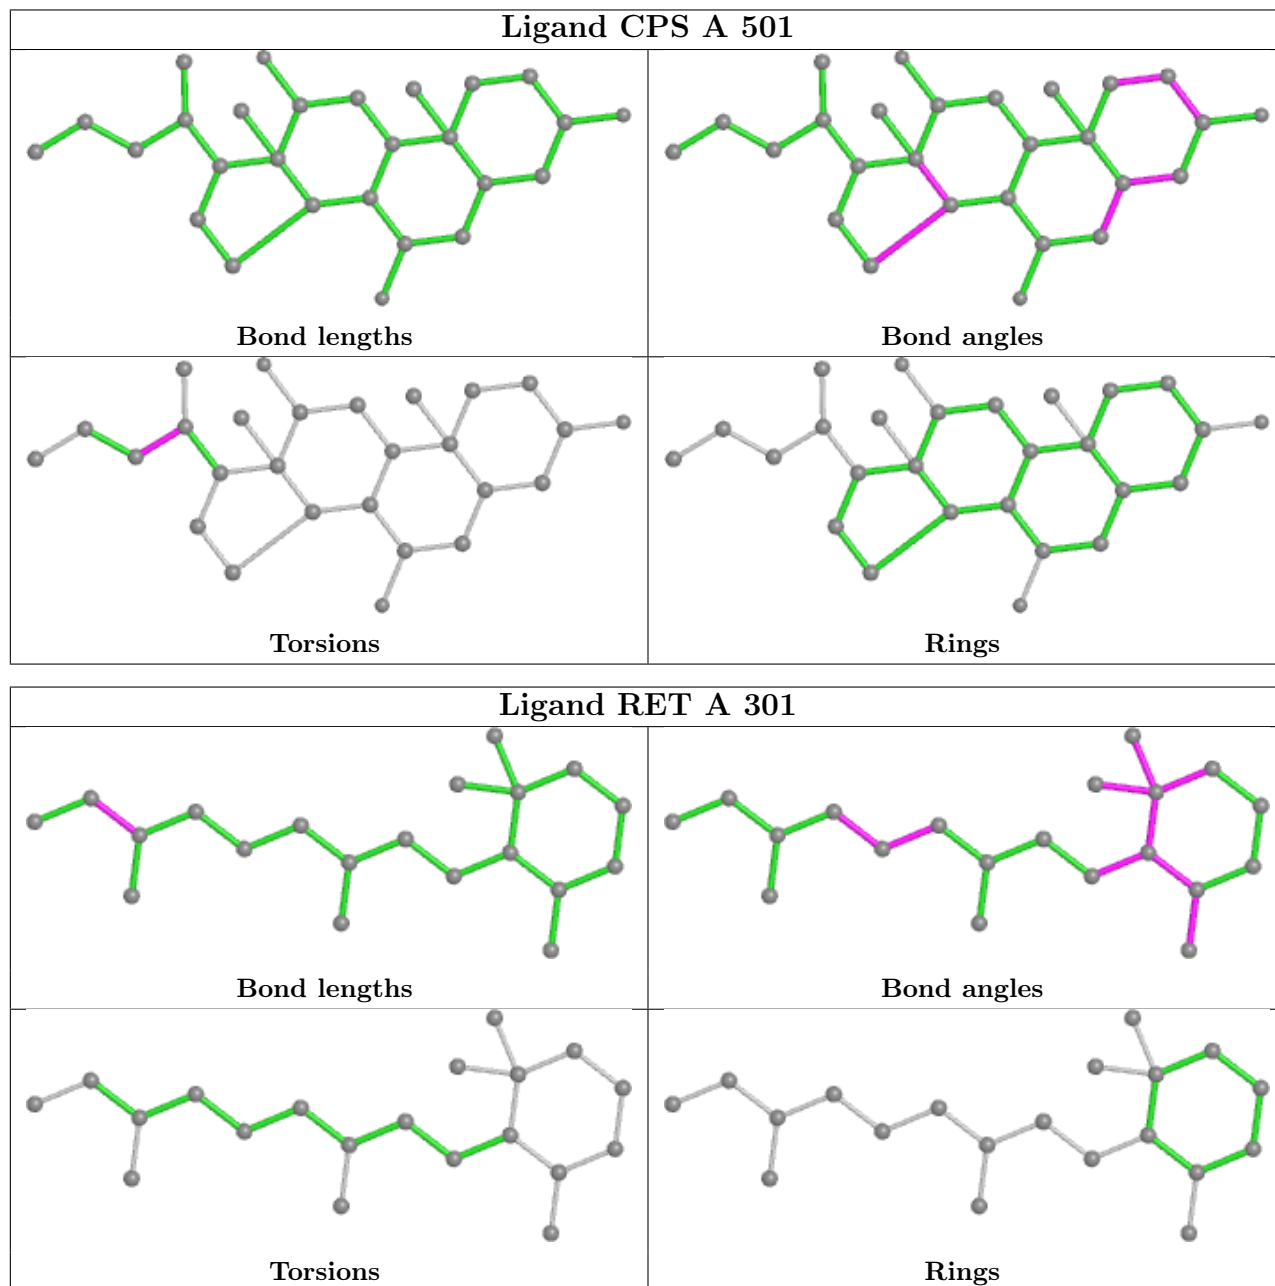 Ligand CPS A 501
Bond lengths
Bond angles
Torsions
Rings
Ligand RET A 301
Bond lengths
Bond angles
Torsions
Rings